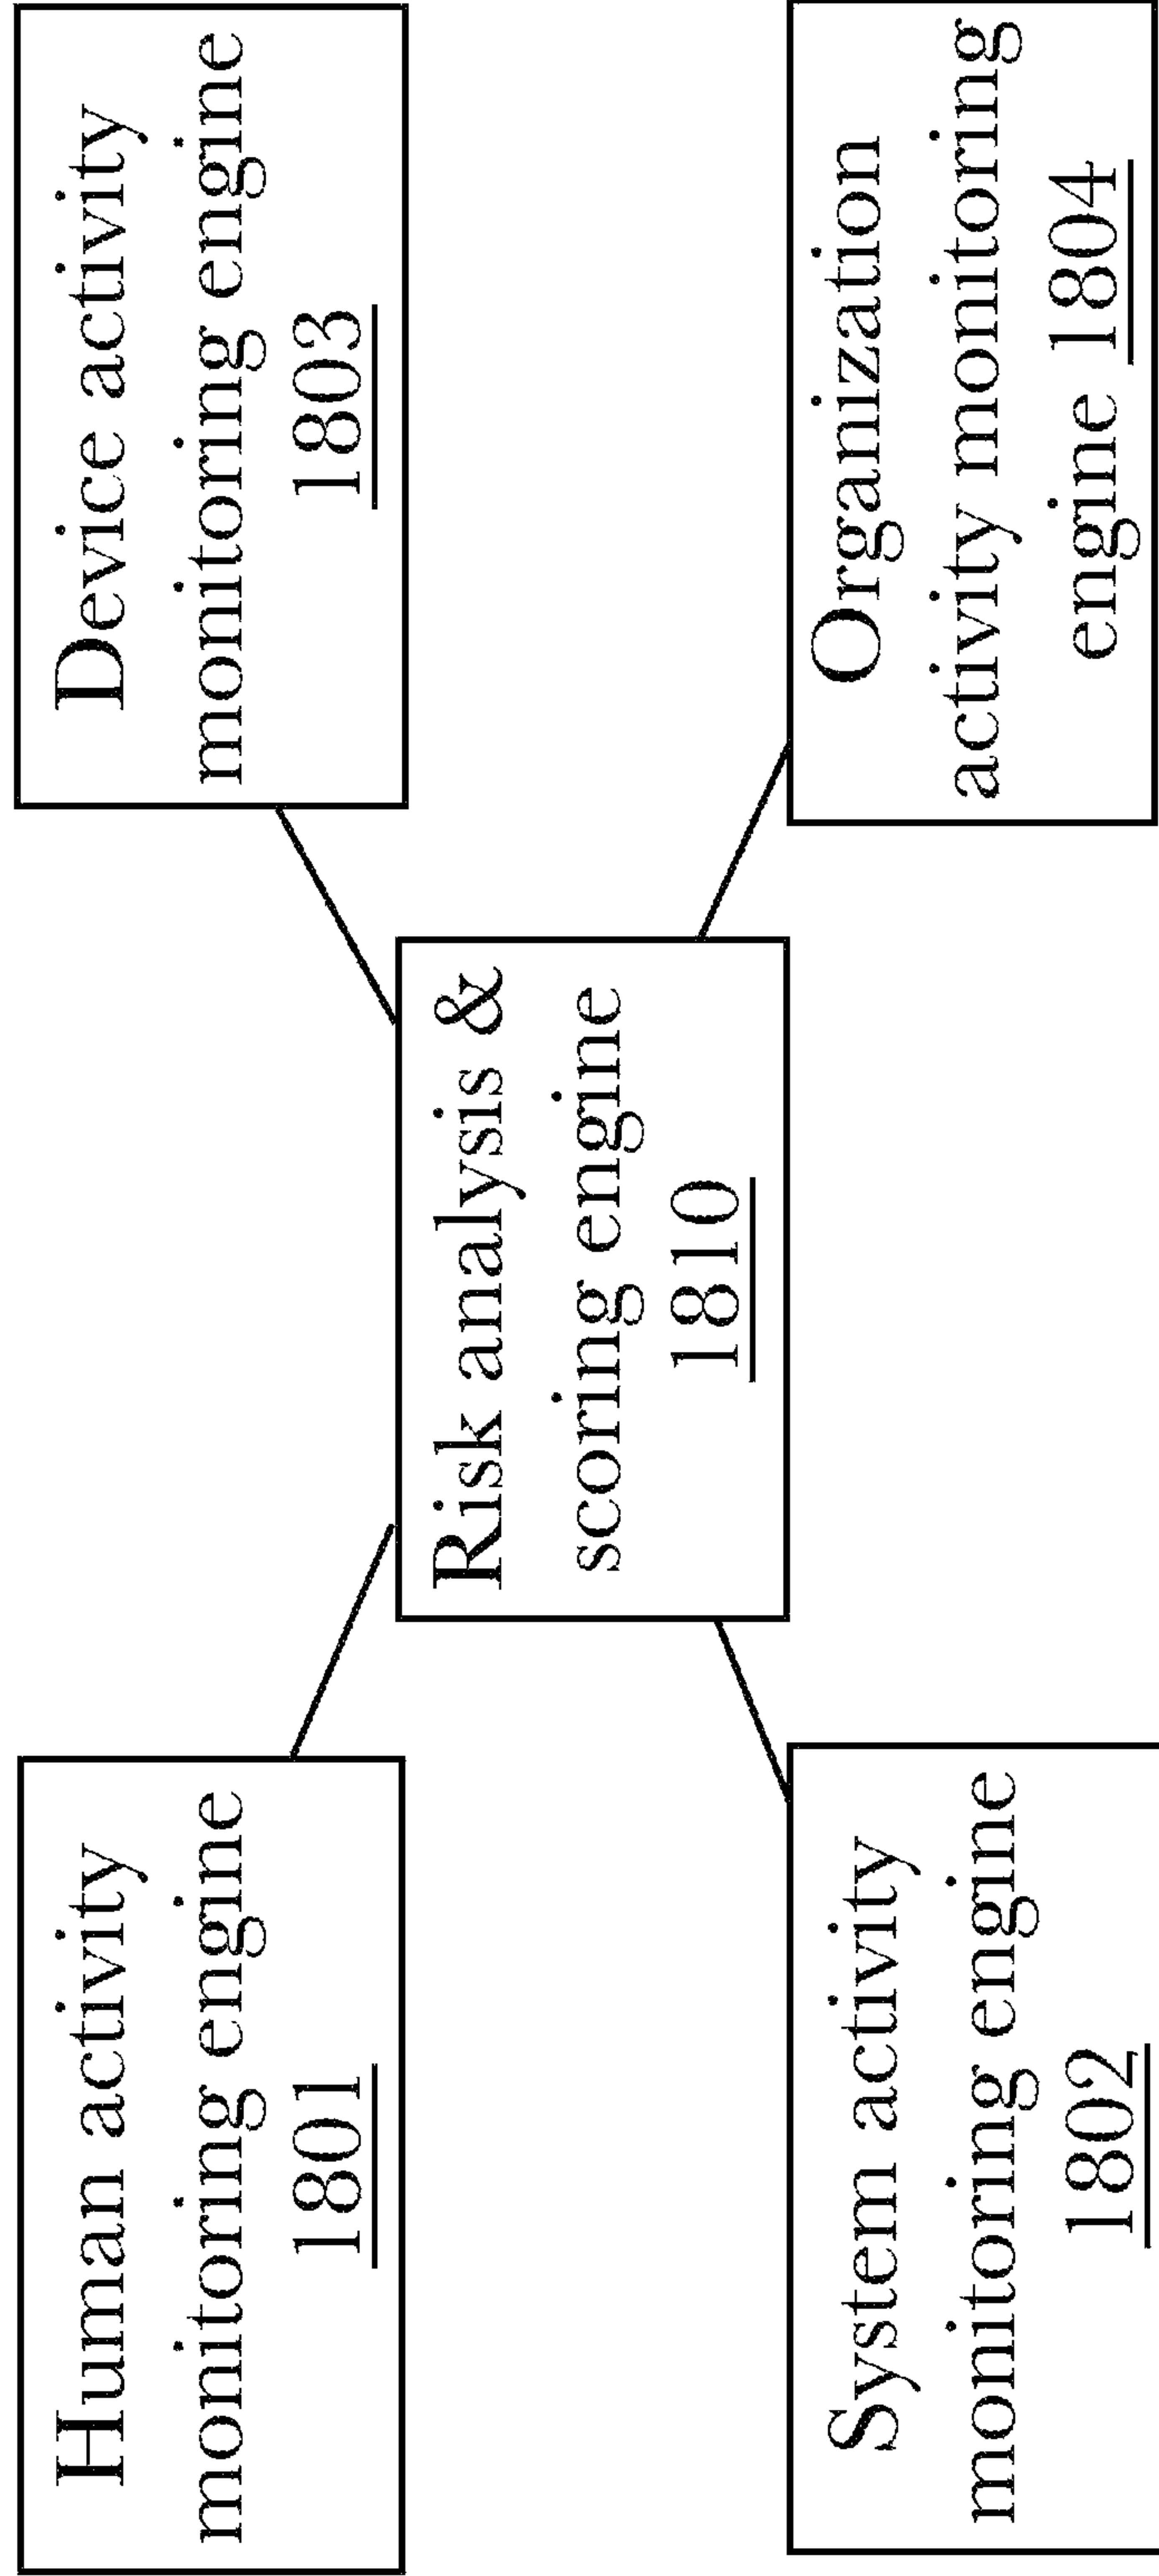 Human activity
monitoring engine
1801
Device activity
monitoring engine
1803
Risk analysis &
scoring engine
1810
System activity
monitoring engine
1802
Organization
activity monitoring
engine 1804